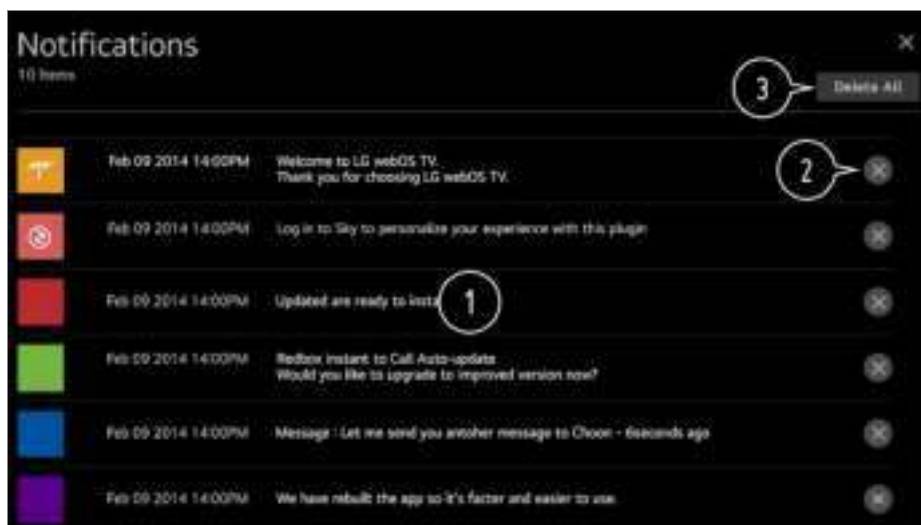 Notifications
10 Items
3
Delete All
Feb 09 2014 14:00PM
Welcome to LG webOS TV.
Thank you for choosing LG webOS TV.
2
Feb 09 2014 14:00PM
Log in to Sky to personalize your experience with this plugin
Feb 09 2014 14:00PM
Updated are ready to insta
1
Feb 09 2014 14:00PM
Redbox instant to Call Auto-update
Would you like to upgrade to improved version now?
Feb 09 2014 14:00PM
Message : Let me send you antoher message to Choon - 6seconds ago
Feb 09 2014 14:00PM
We have rebuilt the app so it's facter and easier to use.